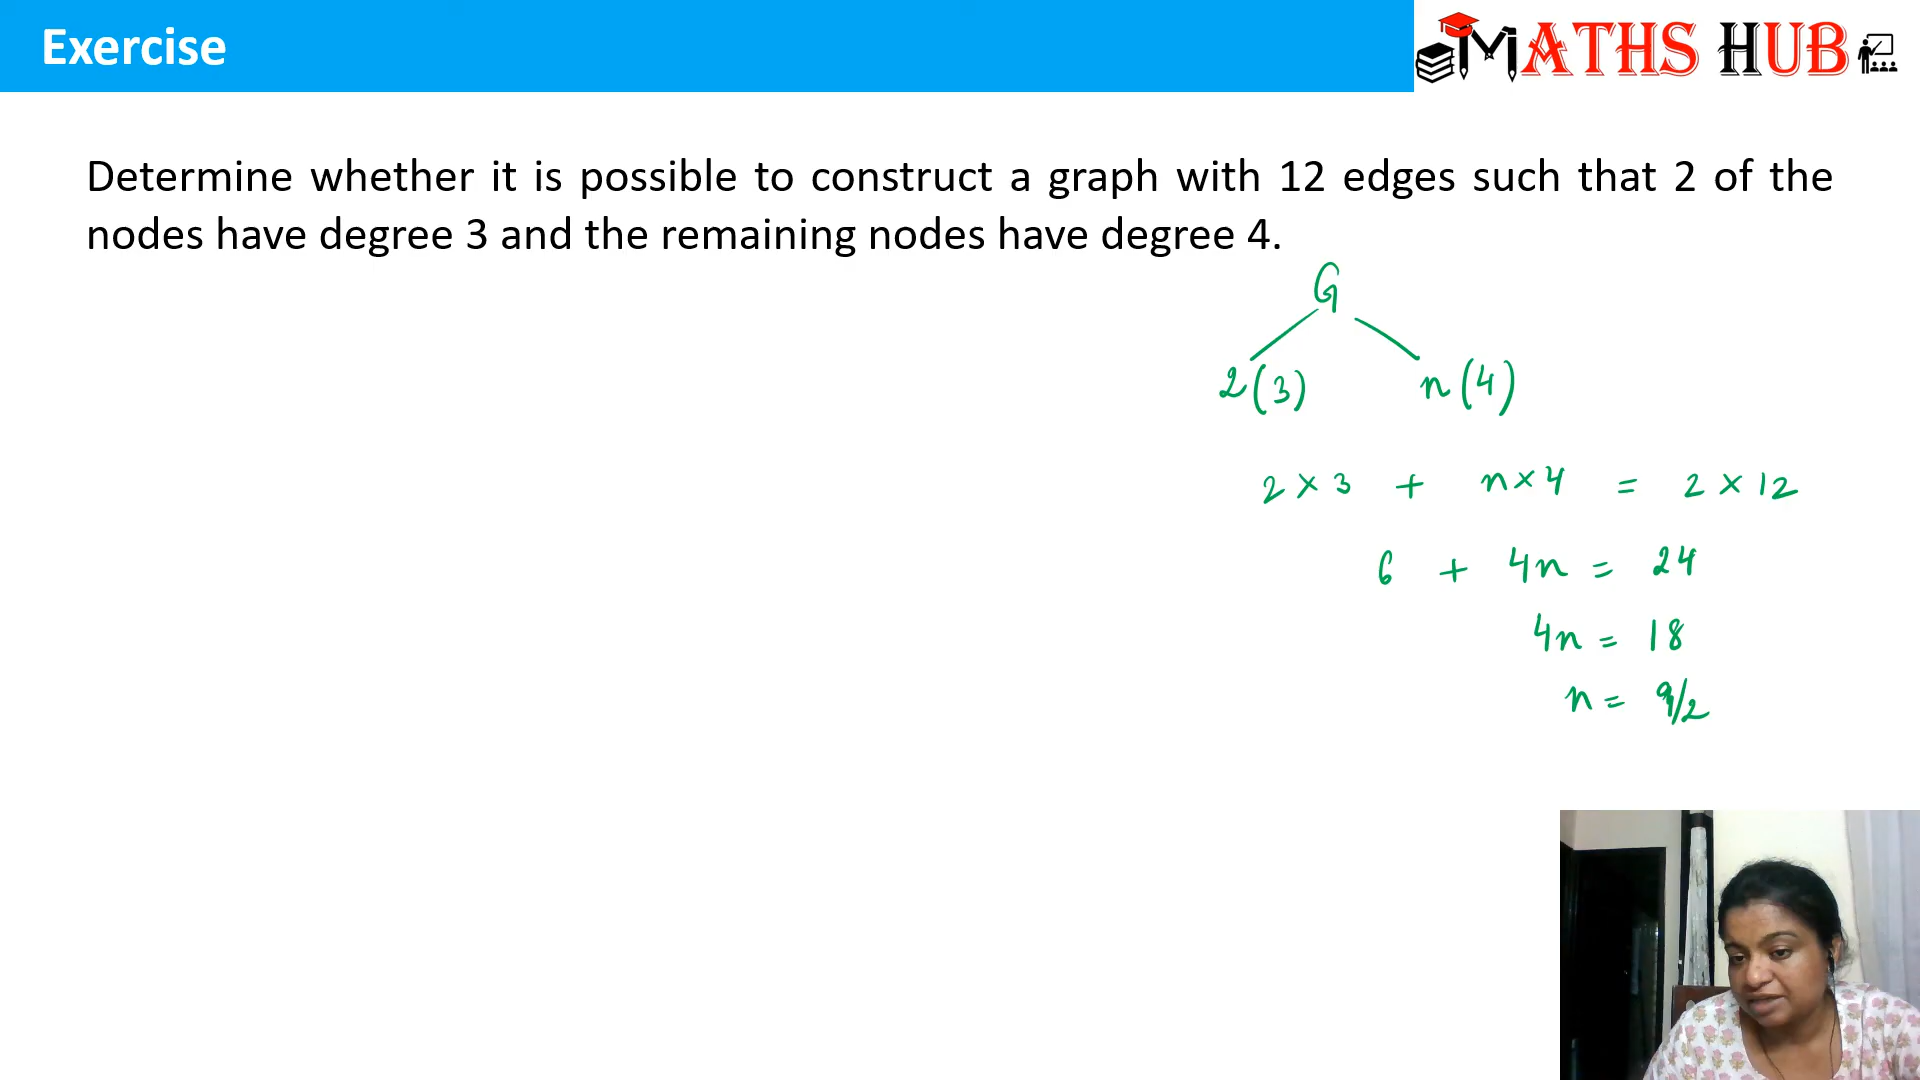 Exercise
MATHS HUB
Determine whether it is possible to construct a graph with 12 edges such that 2 of the
nodes have degree 3 and the remaining nodes have degree 4.
G
2(3) n(4)
2 × 3 + n×4 = 2 × 12
6 + 4n = 24
4n = 18
n = 9/2